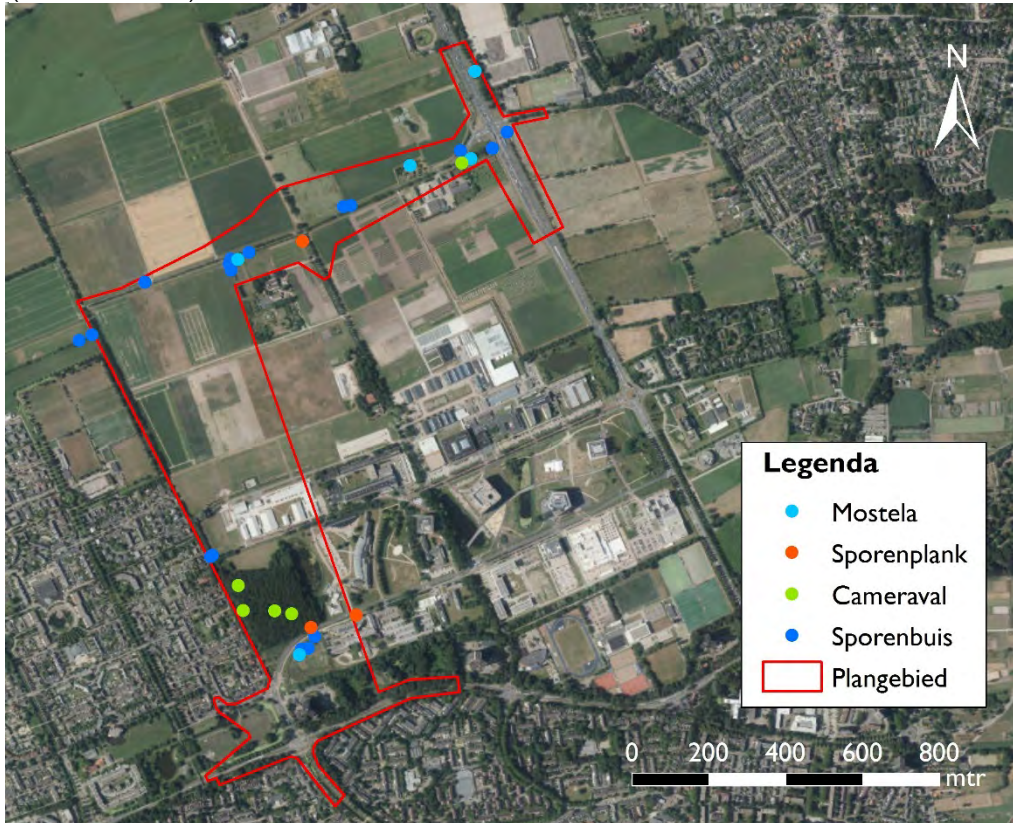 N
Legenda
Mostela
Sporenplank
Cameraval
Sporenbuis
Plangebied
0 200 400 600 800
mtr